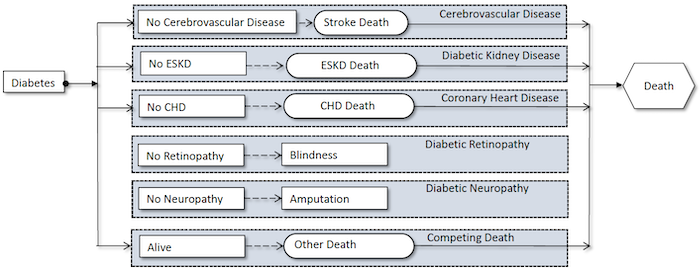 Cerebrovascular Disease
No Cerebrovascular Disease
Stroke Death
Diabetic Kidney Disease
No ESKD
ESKD Death
Diabetes
Death
Coronary Heart Disease
No CHD
CHD Death
Diabetic Retinopathy
No Retinopathy
Blindness
Diabetic Neuropathy
No Neuropathy
Amputation
Competing Death
Alive
Other Death